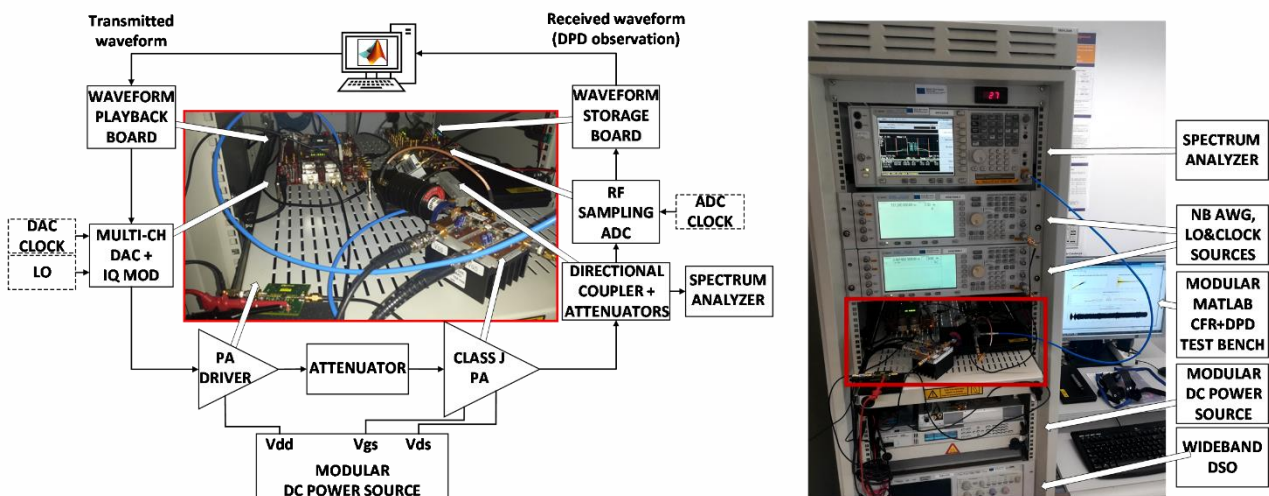 Transmitted
waveform
Received waveform
(DPD observation)
WAVEFORM
PLAYBACK
BOARD
WAVEFORM
STORAGE
BOARD
DAC
CLOCK
LO
MULTI-CH
DAC +
IQ MOD
RF
SAMPLING
ADC
ADC
CLOCK
DIRECTIONAL
COUPLER +
ATTENUATORS
SPECTRUM
ANALYZER
PA
DRIVER
ATTENUATOR
CLASS J
PA
Vdd
Vgs
Vds
MODULAR
DC POWER SOURCE
27
SPECTRUM
ANALYZER
NB AWG,
LO&CLOCK
SOURCES
MODULAR
MATLAB
CFR+DPD
TEST BENCH
MODULAR
DC POWER
SOURCE
WIDEBAND
DSO